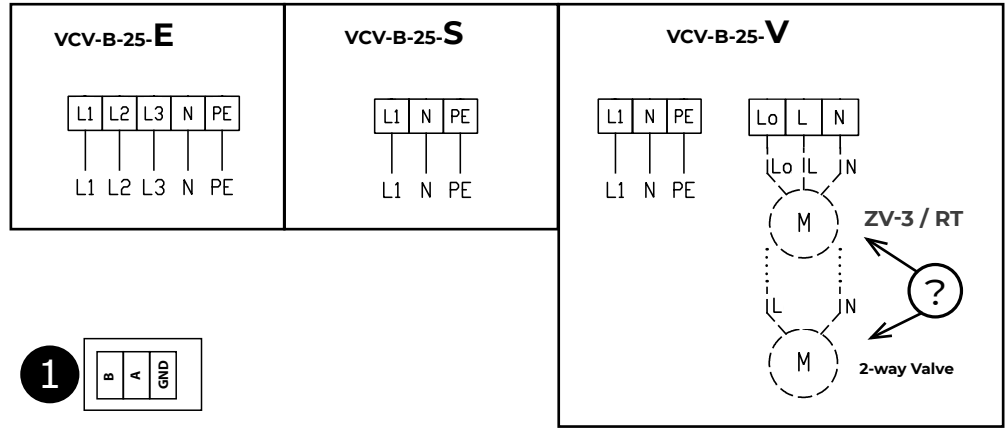 VCV-B-25-E
L1 L2 L3 N PE
L1 L2 L3 N PE
VCV-B-25-S
L1 N PE
L1 N PE
VCV-B-25-V
L1 N PE
L1 N PE
Lo L N
Lo L N
M
ZV-3 / RT
?
L N
M
2-way Valve
1
B A GND